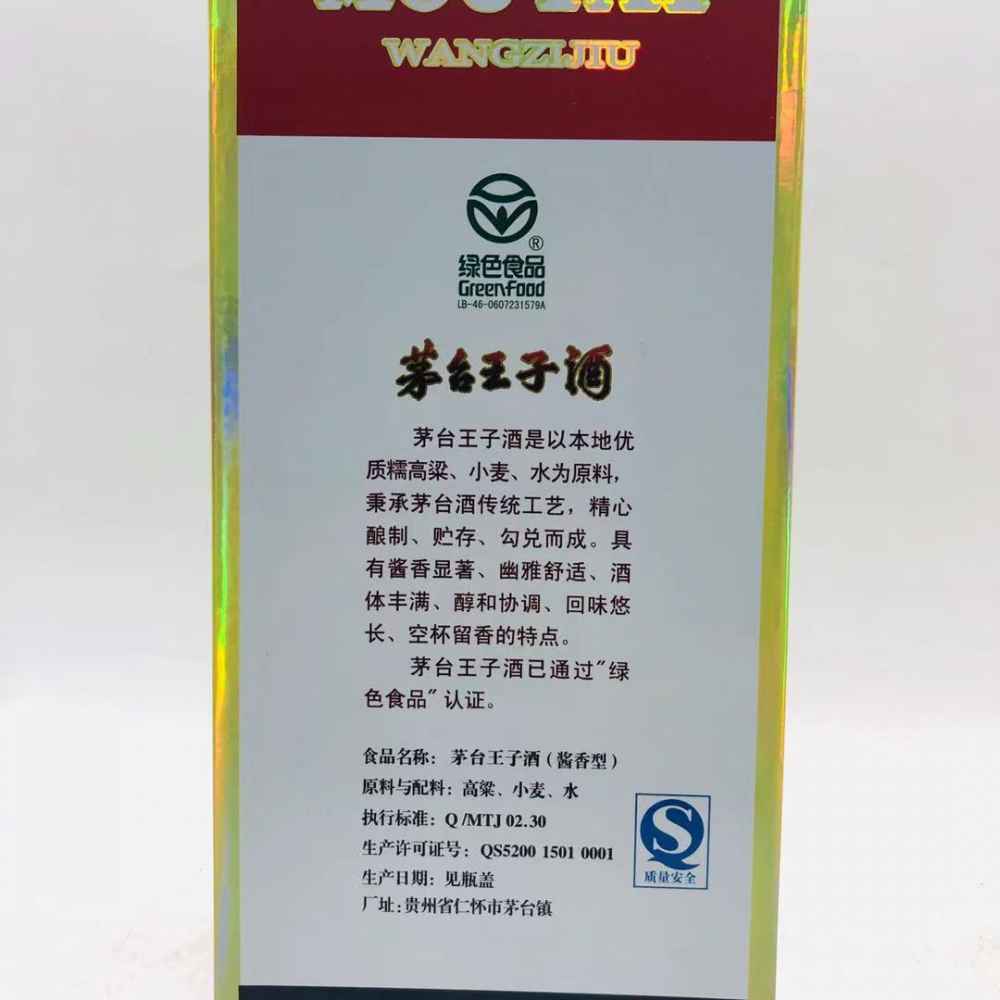 MOU TAI
WANGZIJIU
®
绿色食品
GreenFood
LB-46-0607231579A
茅台王子酒
茅台王子酒是以本地优
质糯高粱、小麦、水为原料，
秉承茅台酒传统工艺，精心
酿制、贮存、勾兑而成。具
有酱香显著、幽雅舒适、酒
体丰满、醇和协调、回味悠
长、空杯留香的特点。
茅台王子酒已通过"绿
色食品"认证。
食品名称：茅台王子酒（酱香型）
原料与配料：高粱、小麦、水
执行标准：Q /MTJ 02.30
生产许可证号：QS5200 1501 0001
生产日期：见瓶盖
厂址：贵州省仁怀市茅台镇
QS
质量安全